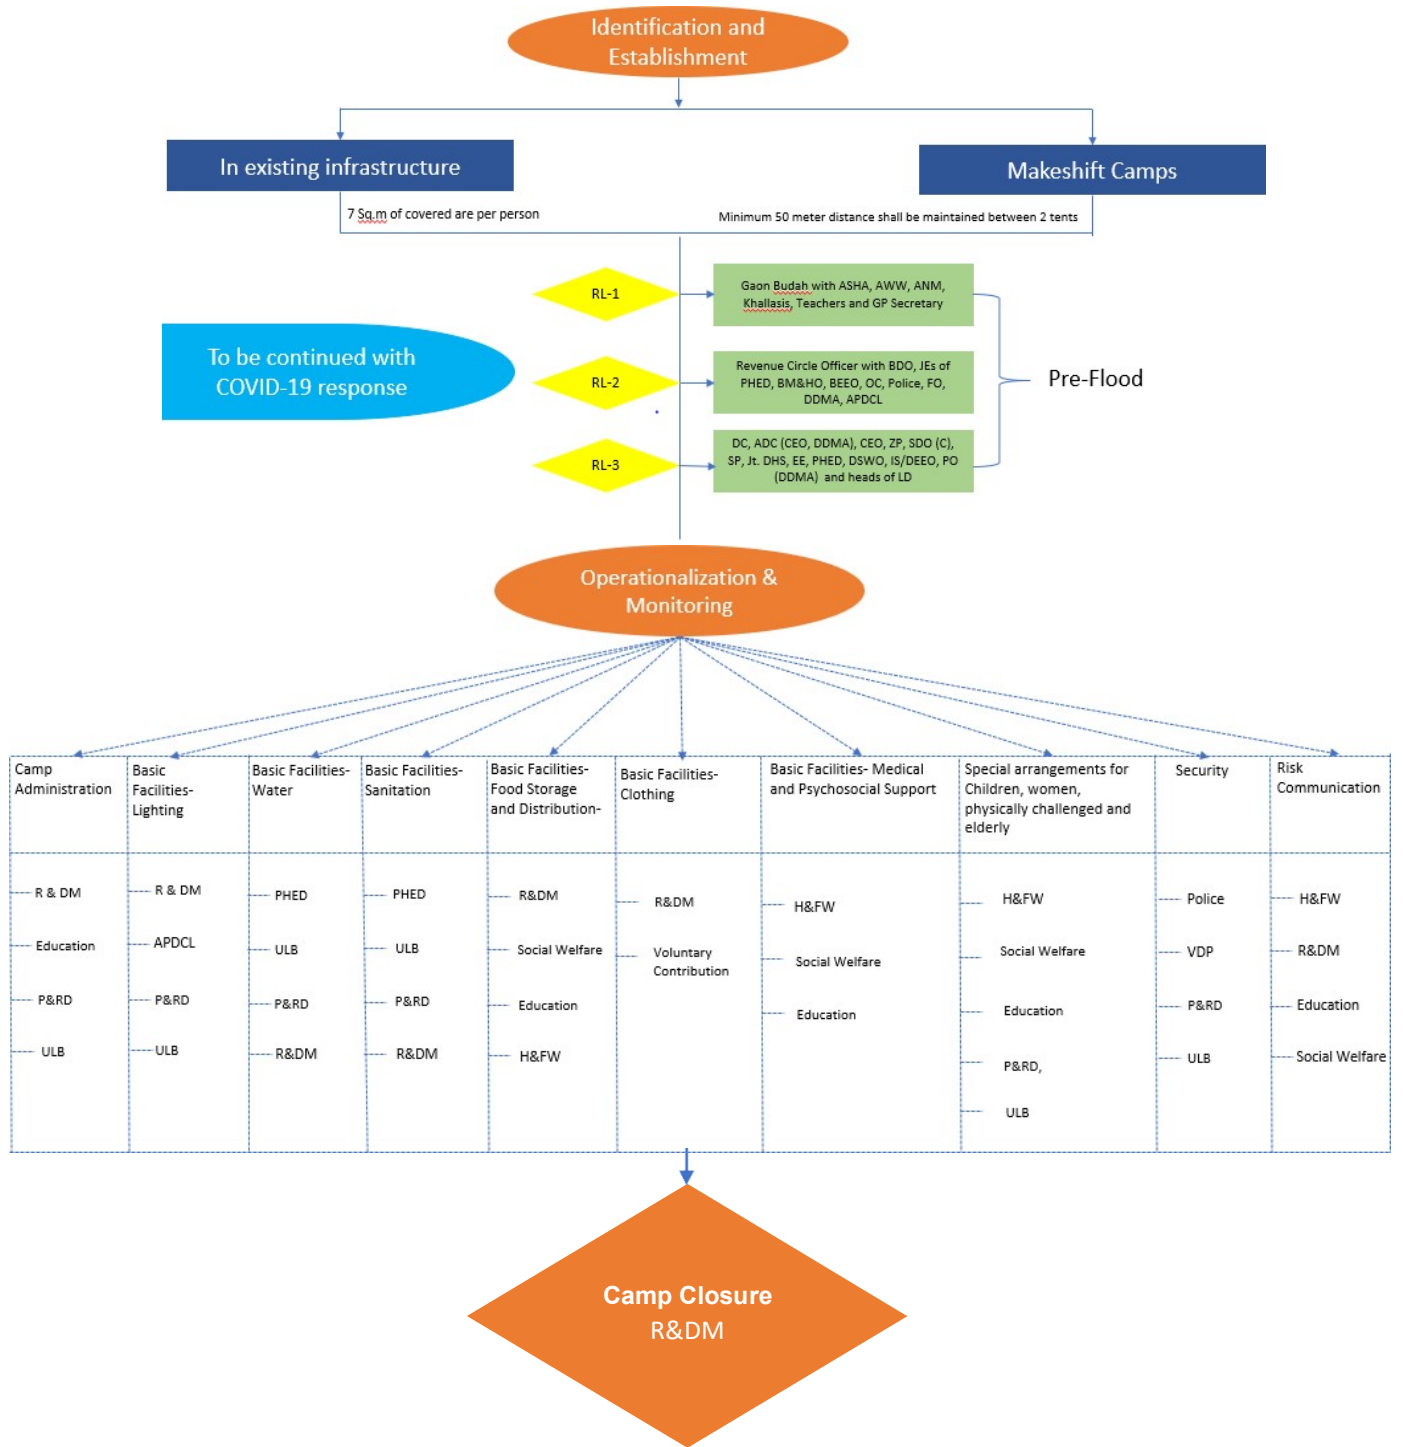 Identification and
Establishment
In existing infrastructure
Makeshift Camps
7 Sq.m of covered are per person
Minimum 50 meter distance shall be maintained between 2 tents
RL-1
Gaon Budah with ASHA, AWW, ANM,
Khallasis, Teachers and GP Secretary
To be continued with
COVID-19 response
RL-2
Revenue Circle Officer with BDO, JEs of
PHED, BM&HO, BEEO, OC, Police, FO,
DDMA, APDCL
Pre-Flood
RL-3
DC, ADC (CEO, DDMA), CEO, ZP, SDO (C),
SP, Jt. DHS, EE, PHED, DSWO, IS/DEEO, PO
(DDMA) and heads of LD
Operationalization &
Monitoring
Camp
Administration
R & DM
Education
P&RD
ULB
Basic
Facilities-
Lighting
R & DM
APDCL
P&RD
ULB
Basic Facilities-
Water
PHED
ULB
P&RD
R&DM
Basic Facilities-
Sanitation
PHED
ULB
P&RD
R&DM
Basic Facilities-
Food Storage
and Distribution-
R&DM
Social Welfare
Education
H&FW
Basic Facilities-
Clothing
R&DM
Voluntary
Contribution
Basic Facilities- Medical
and Psychosocial Support
H&FW
Social Welfare
Education
Special arrangements for
Children, women,
physically challenged and
elderly
H&FW
Social Welfare
Education
P&RD,
ULB
Security
Police
VDP
P&RD
ULB
Risk
Communication
H&FW
R&DM
Education
Social Welfare
Camp Closure
R&DM